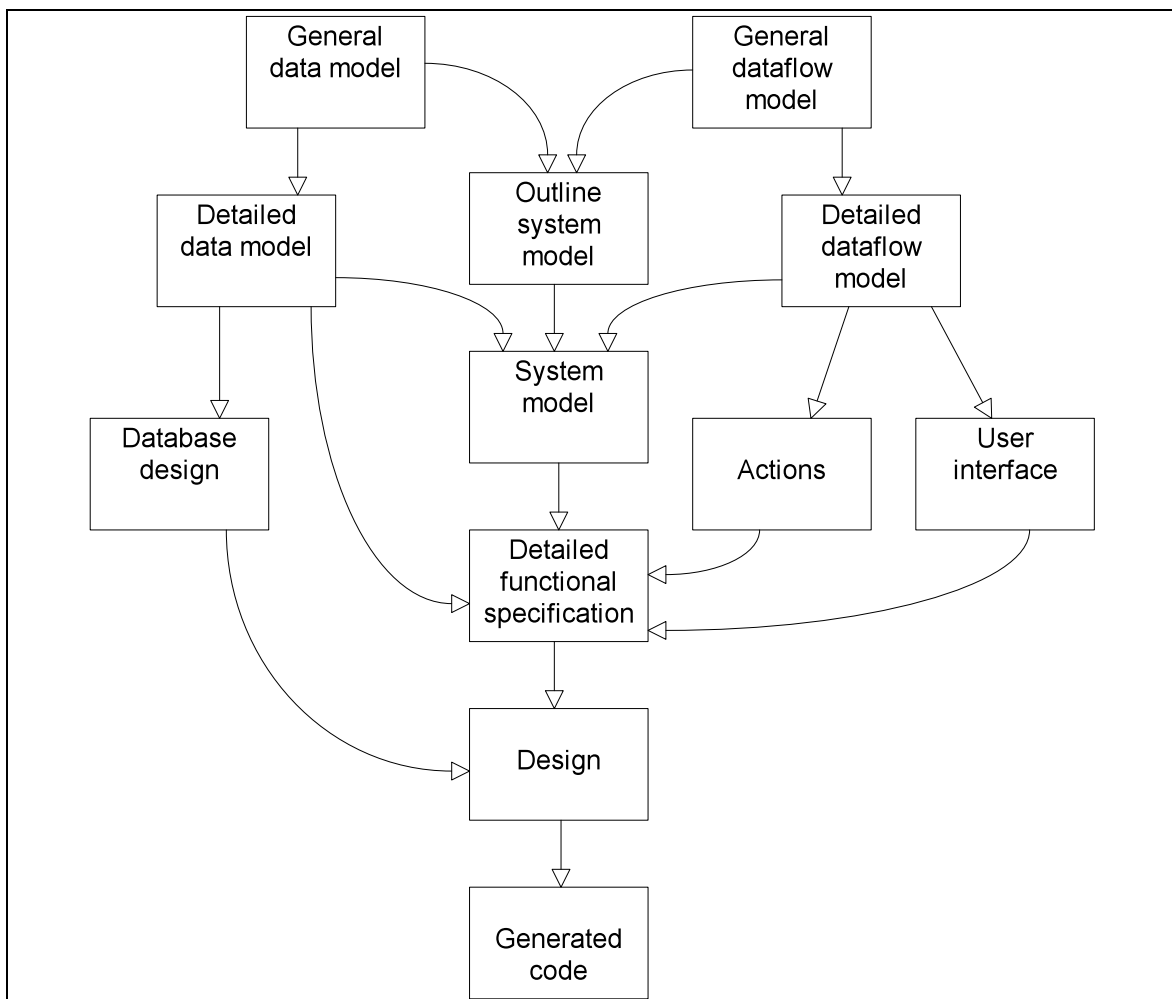 General
data model
General
dataflow
model
Outline
system
model
Detailed
data model
Detailed
dataflow
model
System
model
Database
design
Actions
User
interface
Detailed
functional
specification
Design
Generated
code